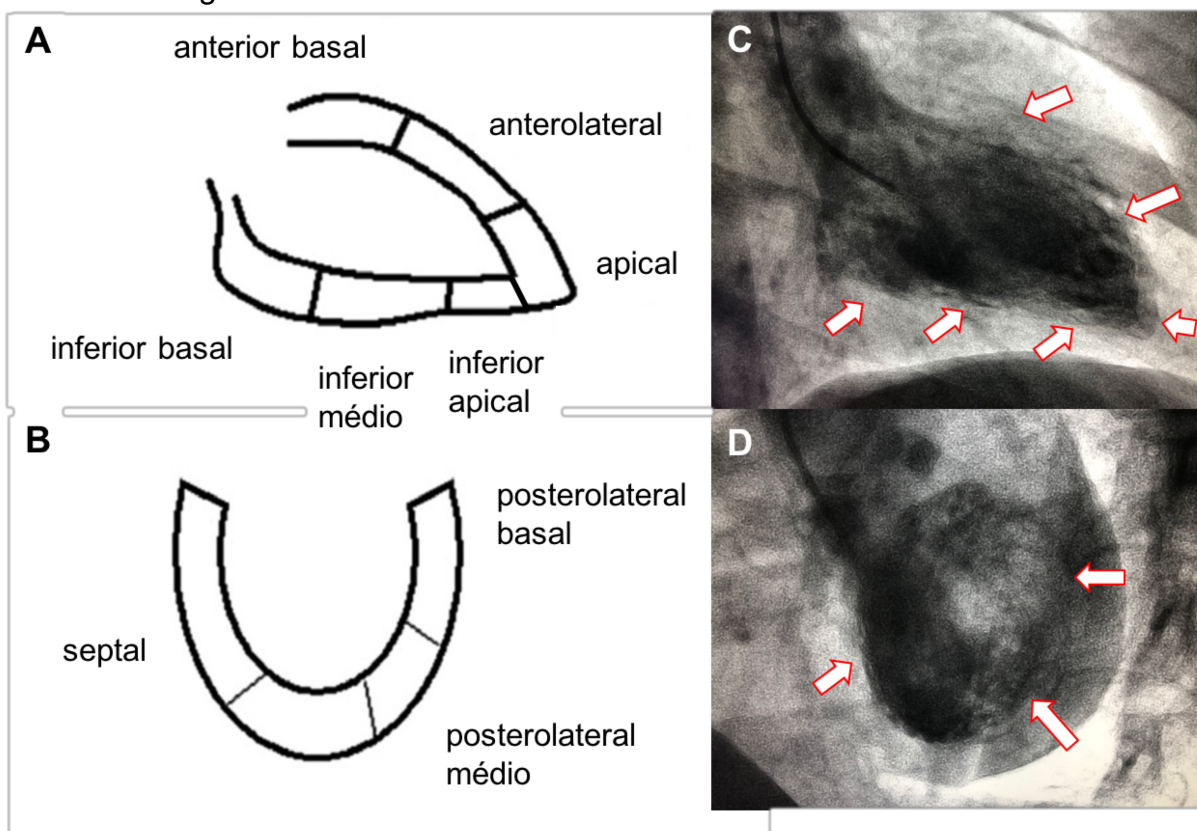 A
anterior basal
anterolateral
apical
inferior basal
inferior
médio
inferior
apical
B
posterolateral
basal
septal
posterolateral
médio
C
D